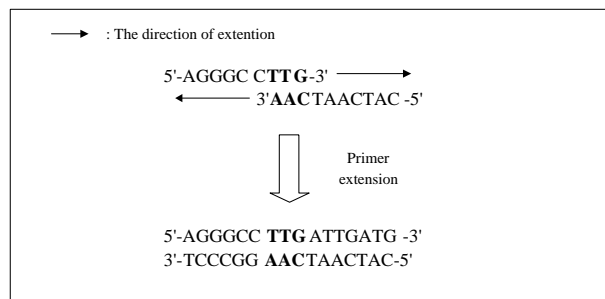 : The direction of extention
5'-AGGGC CTTG-3'
3'AACTAACTAC -5'
Primer
extension
5'-AGGGCC TTG ATTGATG -3'
3'-TCCCGG AACTAACTAC-5'